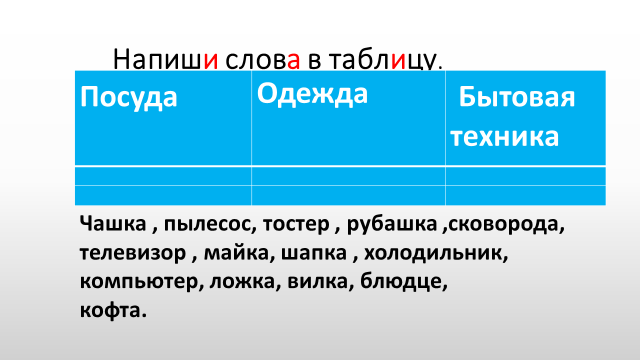 Напиши слова в таблицу.
Посуда
Одежда
Бытовая
техника
Чашка , пылесос, тостер , рубашка ,сковорода,
телевизор , майка, шапка , холодильник,
компьютер, ложка, вилка, блюдце,
кофта.